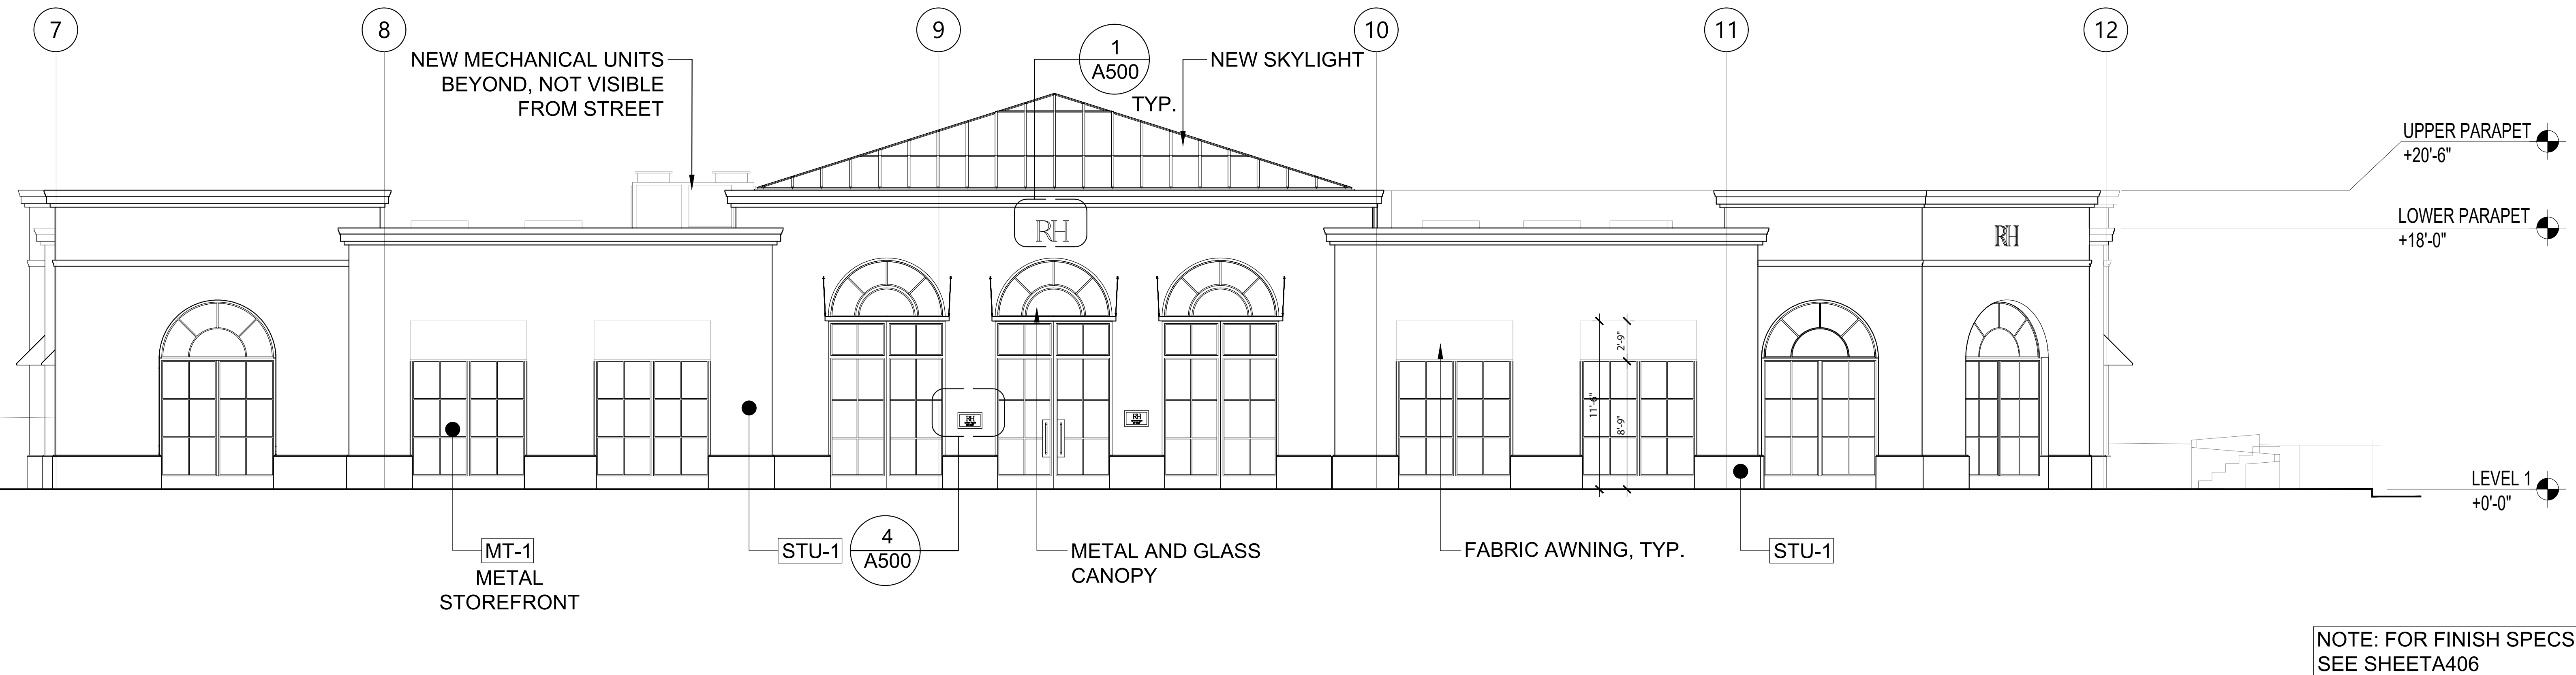 7
8
9
10
11
12
NEW MECHANICAL UNITS
BEYOND, NOT VISIBLE
FROM STREET
1
A500
TYP.
NEW SKYLIGHT
UPPER PARAPET
+20'-6"
LOWER PARAPET
+18'-0"
RH
RH
2'-9"
11'-6"
8'-9"
RH
RH
LEVEL 1
+0'-0"
MT-1
METAL
STOREFRONT
STU-1
4
A500
METAL AND GLASS
CANOPY
FABRIC AWNING, TYP.
STU-1
NOTE: FOR FINISH SPECS
SEE SHEETA406